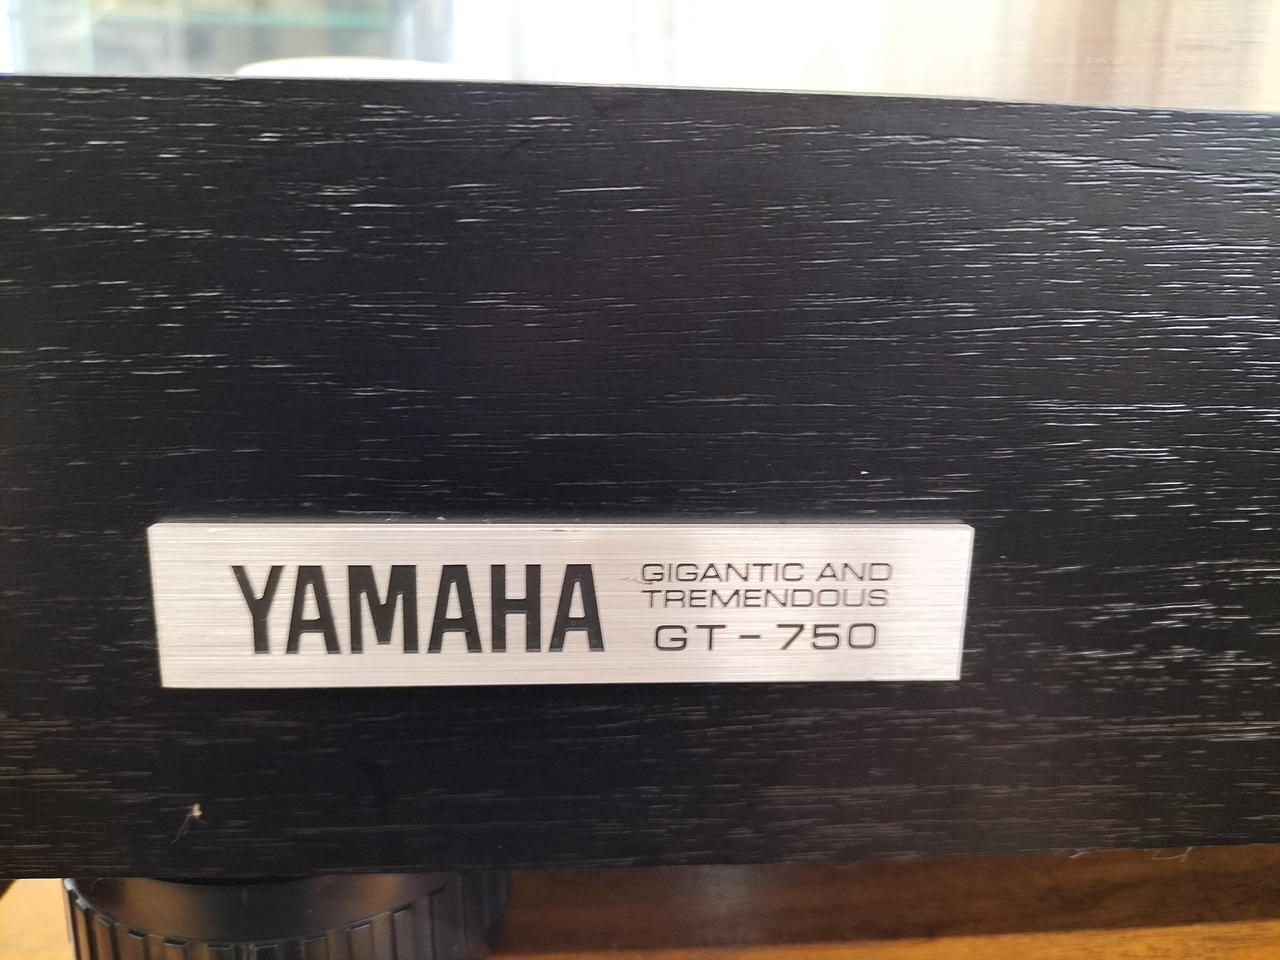 YAMAHA
GIGANTIC AND
TREMENDOUS
GT-750